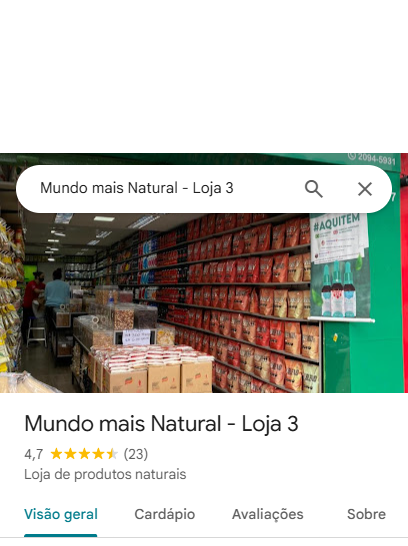 2094-5931
Mundo mais Natural - Loja 3
7
#AQUITEM
Mundo mais Natural - Loja 3
4,7 (23)
Loja de produtos naturais
Visão geral Cardápio Avaliações Sobre